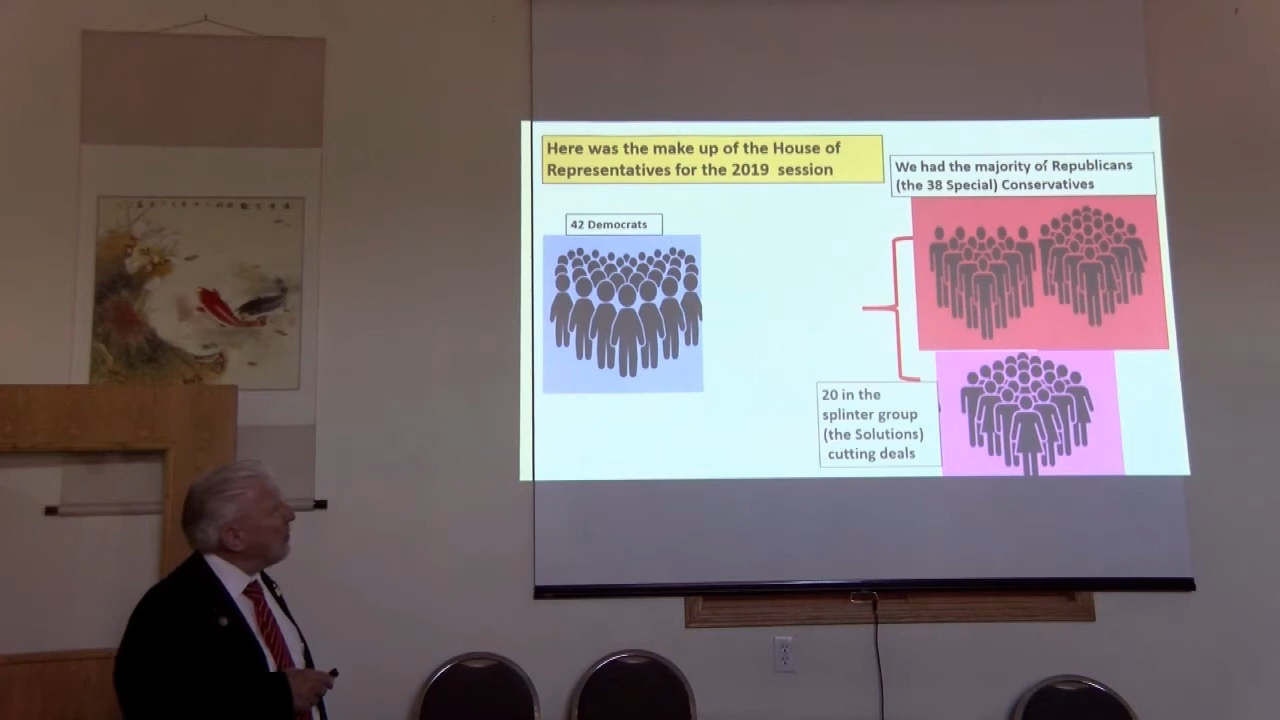 Here was the make up of the House of
Representatives for the 2019 session
We had the majority of Republicans
(the 38 Special) Conservatives
42 Democrats
20 in the
splinter group
(the Solutions)
cutting deals